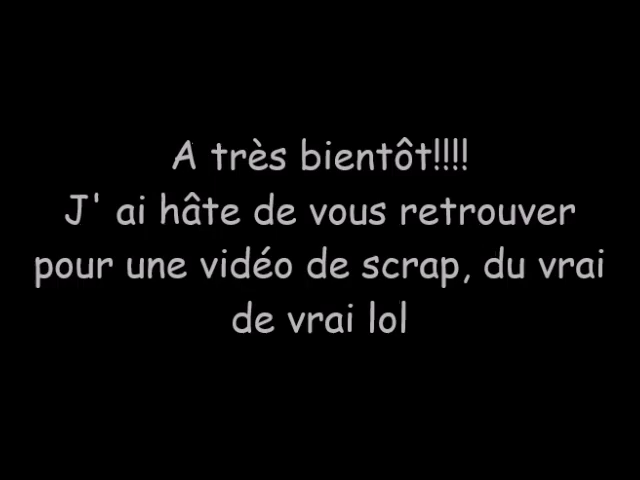 A très bientôt!!!!
J' ai hâte de vous retrouver
pour une vidéo de scrap, du vrai
de vrai lol